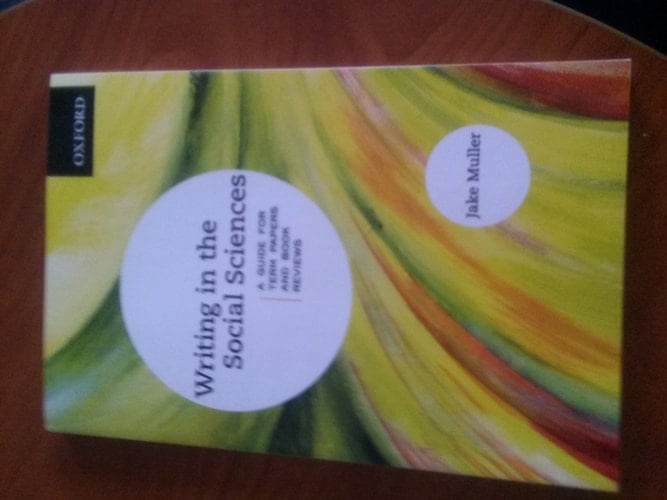 OXFORD
Writing in the
Social Sciences
A GUIDE FOR
TERM PAPERS
AND BOOK
REVIEWS
Jake Muller